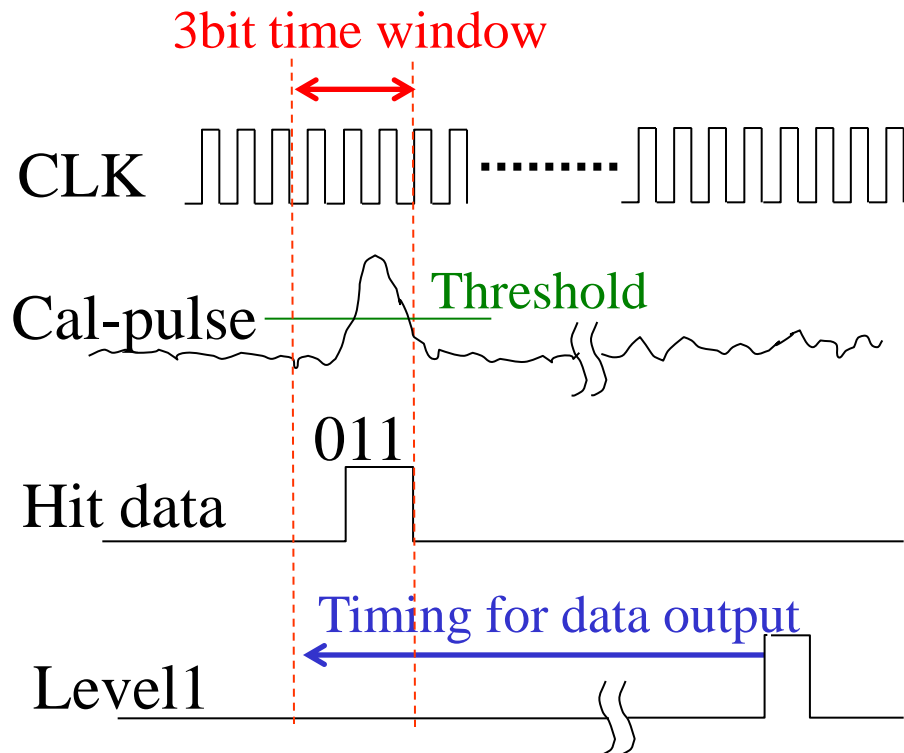 3bit time window
CLK
Threshold
Cal-pulse
011
Hit data
Timing for data output
Level1